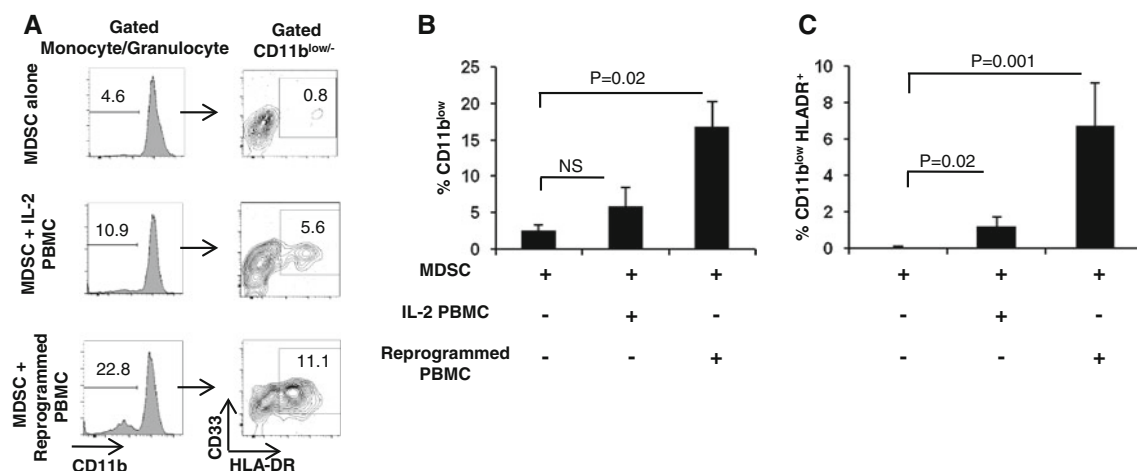 A
Gated
Monocyte/Granulocyte
Gated
CD11b^low/-
MDSC alone
4.6
0.8
MDSC + IL-2
PBMC
10.9
5.6
MDSC +
Reprogrammed
PBMC
22.8
11.1
CD11b
CD33
HLA-DR
B
% CD11b^low
25
20
15
10
5
0
P=0.02
NS
C
% CD11b^low HLADR⁺
10
8
6
4
2
0
P=0.001
P=0.02
MDSC + + + + + +
IL-2 PBMC - + - - + -
Reprogrammed
PBMC - - + - - +